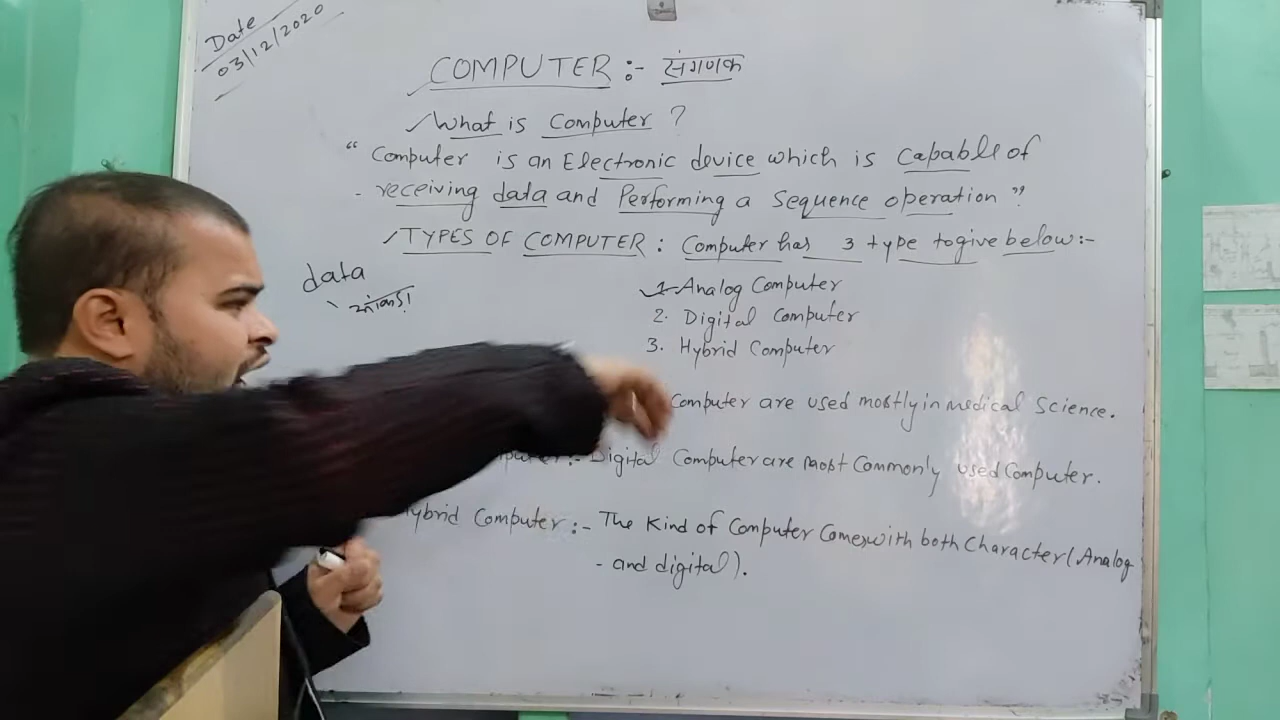 Date
03/12/2020
COMPUTER :- संगणक
What is Computer ?
“ Computer is an Electronic device which is Capable of
- receiving data and Performing a Sequence operation ”
TYPES OF COMPUTER : Computer has 3 type to give below :-
data
आंकड़ा
1- Analog Computer
2. Digital Computer
3. Hybrid Computer
Computer are used mostly in medical Science.
:- Digital Computer are most Commonly used Computer.
Hybrid Computer :- The Kind of Computer Comes with both Character (Analog
- and digital).